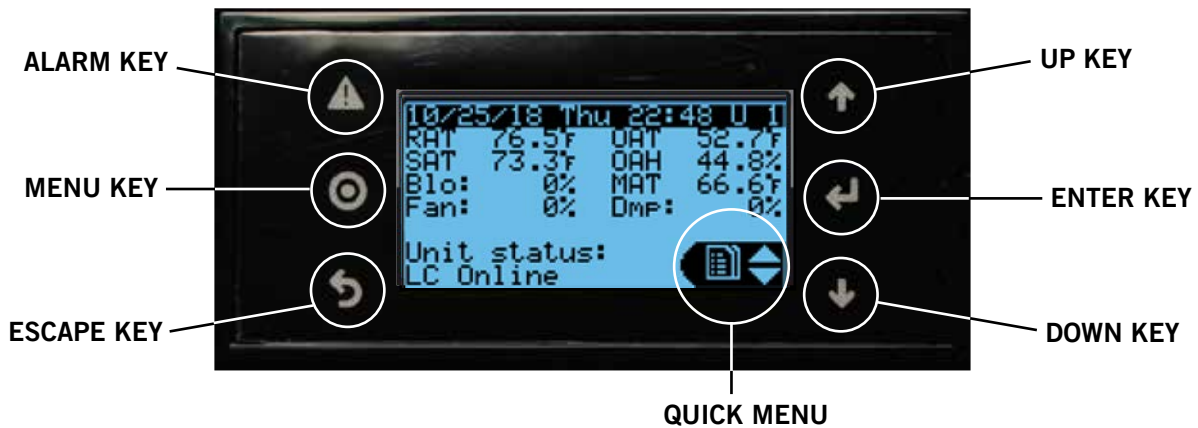 ALARM KEY
MENU KEY
ESCAPE KEY
10/25/18 Thu 22:48 U 1
RAT 76.5℉ OAT 52.7℉
SAT 73.3℉ OAH 44.8%
Blo: 0% MAT 66.6℉
Fan: 0% Dmp: 0%
Unit status:
LC Online
UP KEY
ENTER KEY
DOWN KEY
QUICK MENU